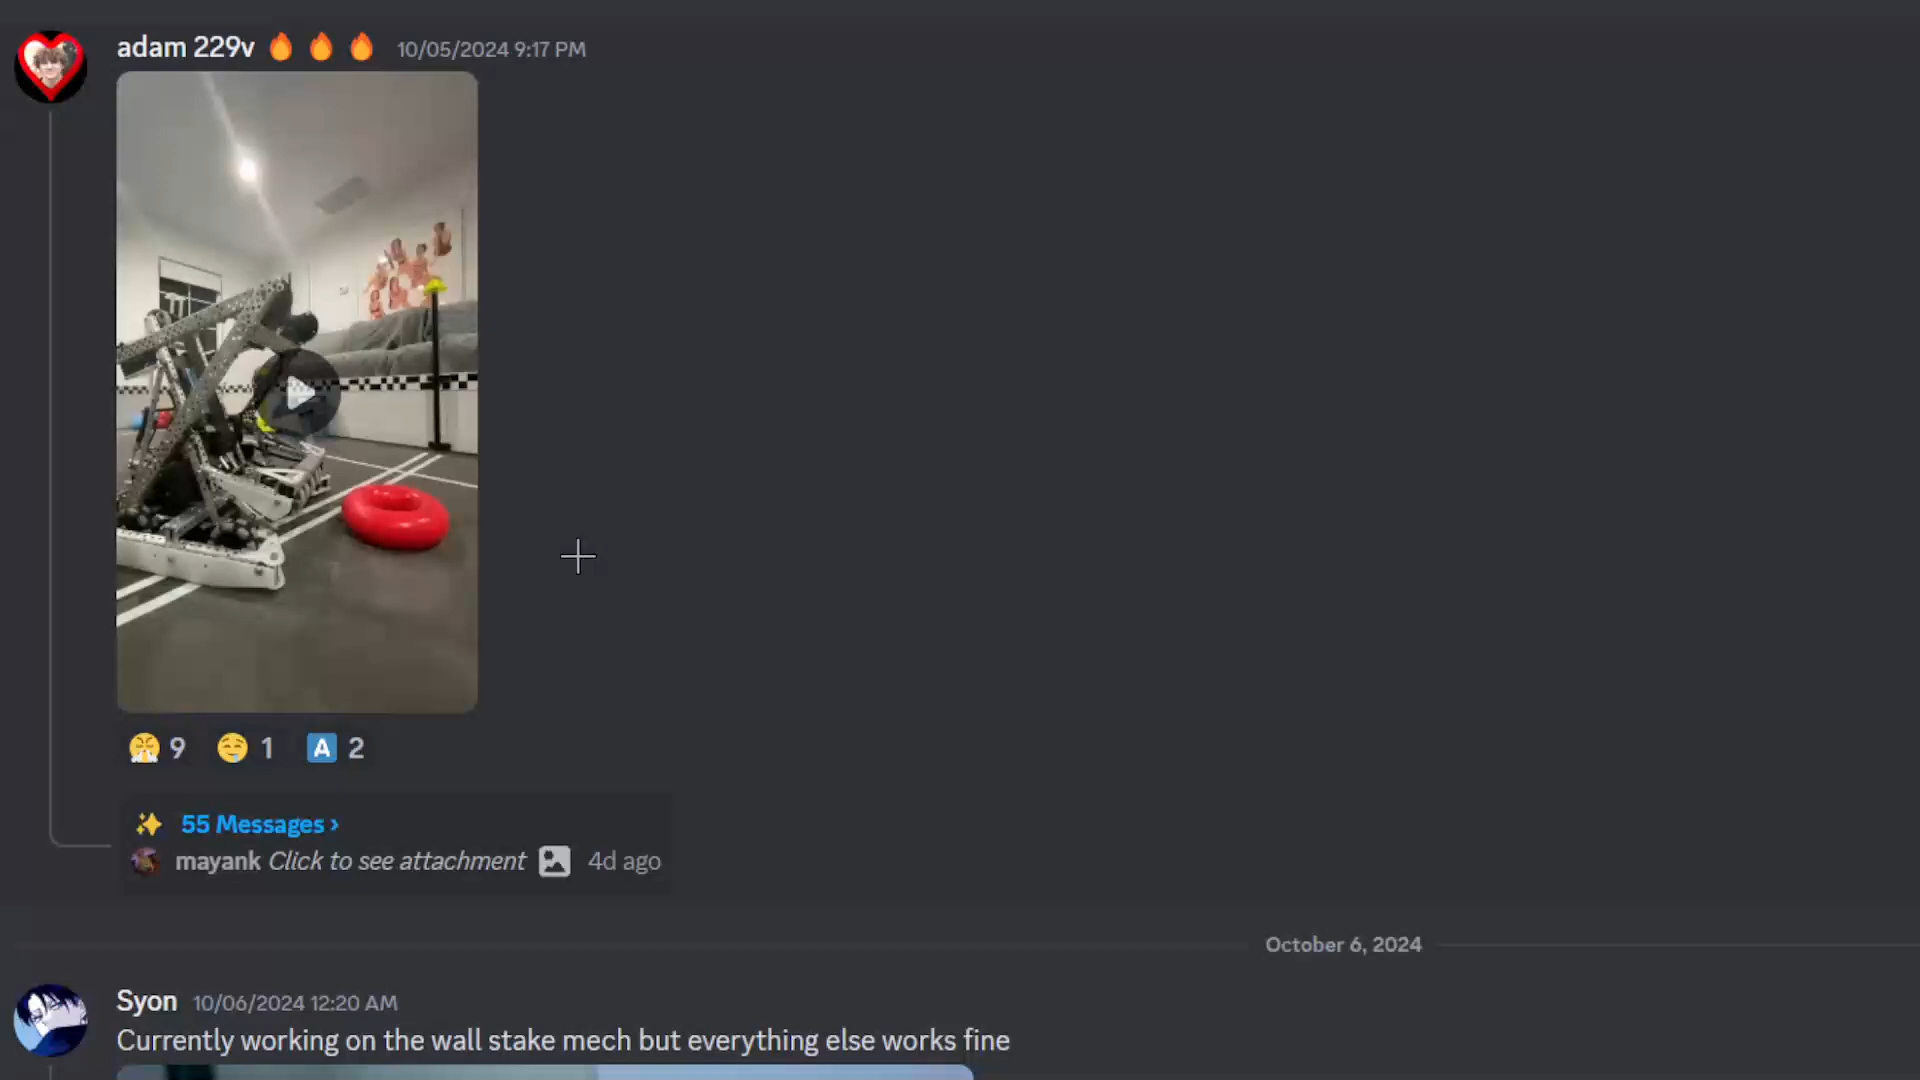 adam 229v 🔥 🔥 🔥 10/05/2024 9:17 PM
9 1 A 2
55 Messages ›
mayank Click to see attachment 4d ago
October 6, 2024
Syon 10/06/2024 12:20 AM
Currently working on the wall stake mech but everything else works fine